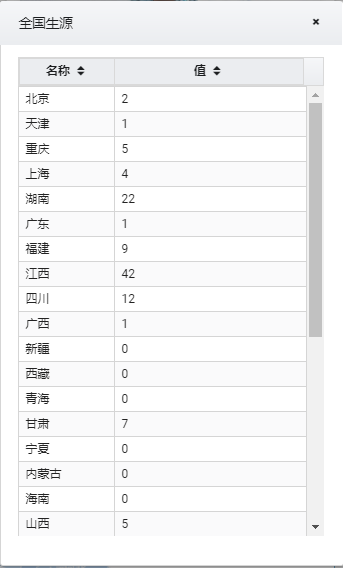 全国生源 ×
名称 值
北京 2
天津 1
重庆 5
上海 4
湖南 22
广东 1
福建 9
江西 42
四川 12
广西 1
新疆 0
西藏 0
青海 0
甘肃 7
宁夏 0
内蒙古 0
海南 0
山西 5